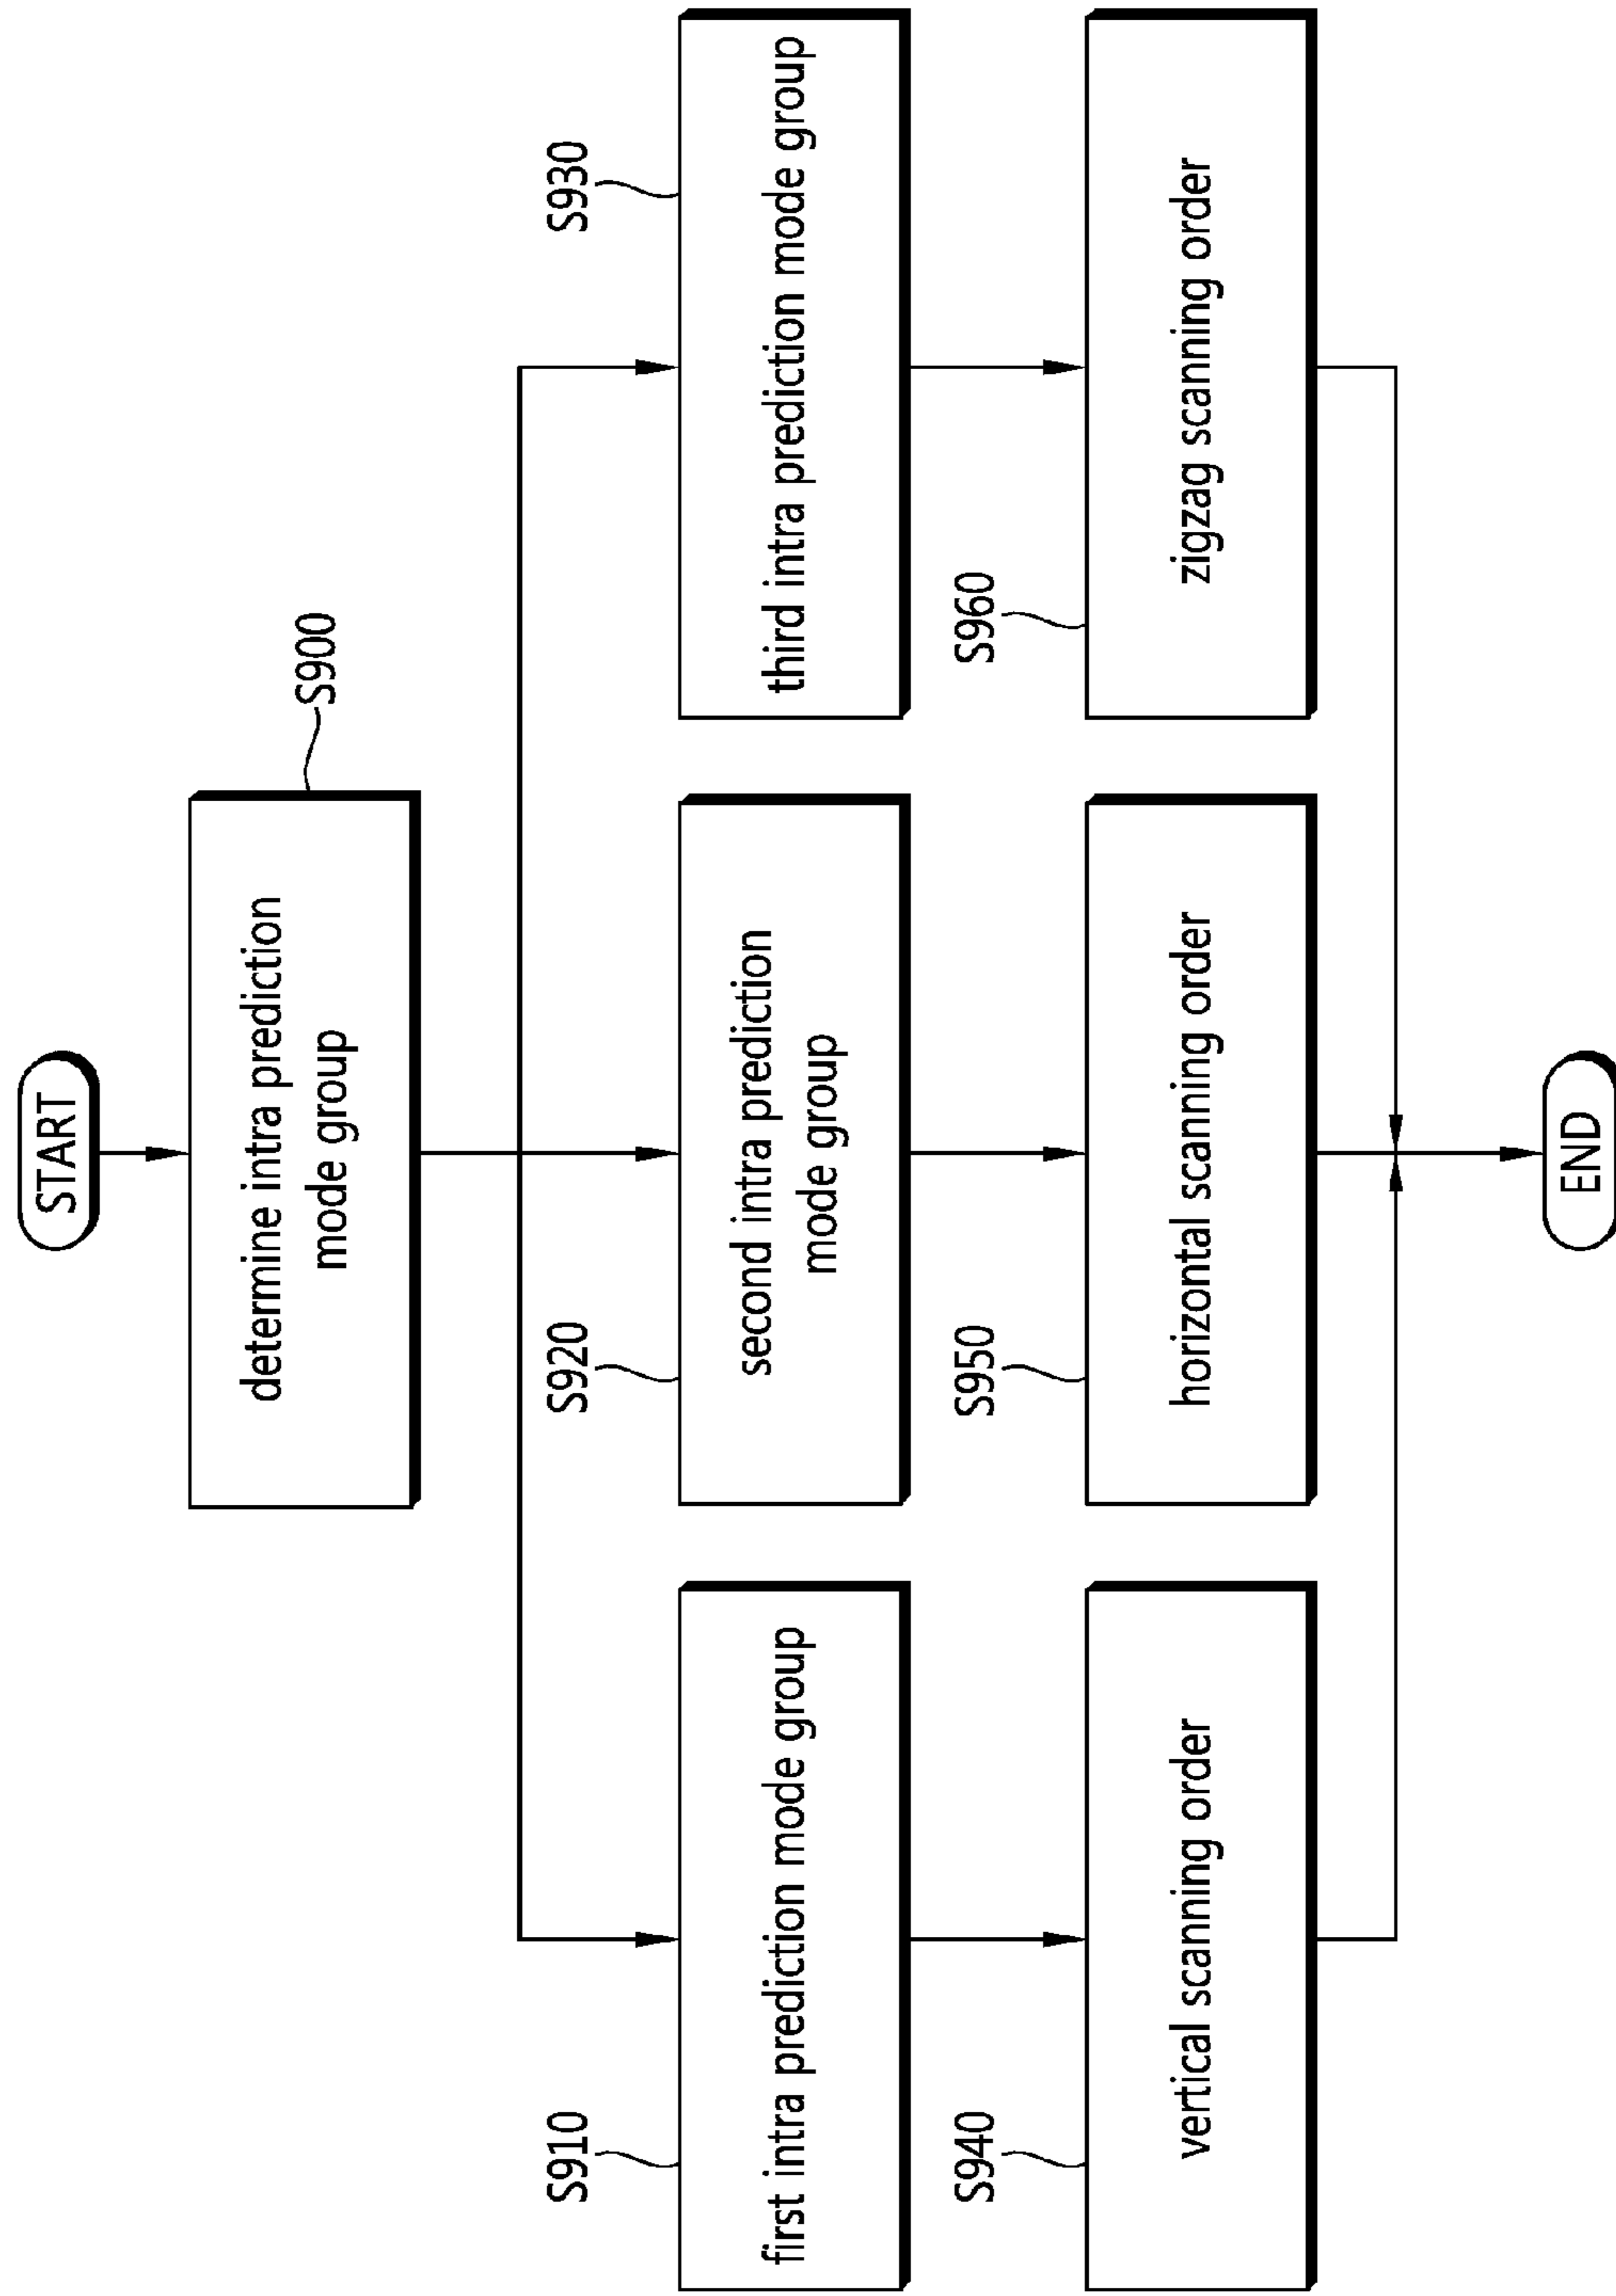 START
determine intra prediction
mode group
S900
S910
first intra prediction mode group
S920
second intra prediction
mode group
S930
third intra prediction mode group
S940
vertical scanning order
S950
horizontal scanning order
S960
zigzag scanning order
END